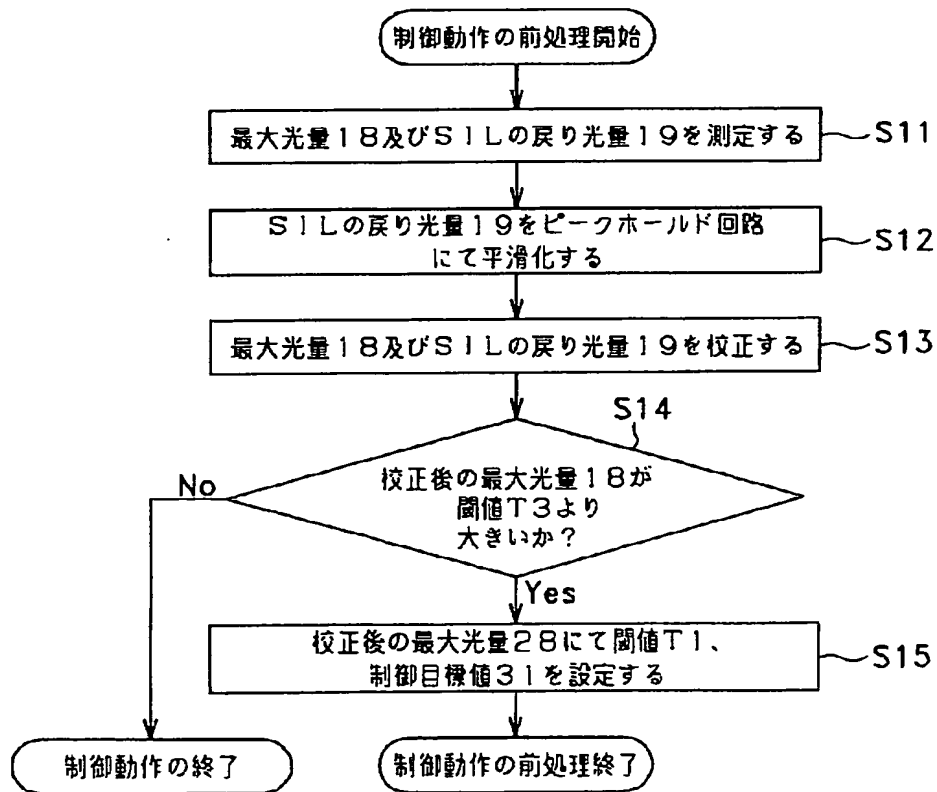 制御動作の前処理開始
最大光量18及びSILの戻り光量19を測定する
S11
SILの戻り光量19をピークホールド回路
にて平滑化する
S12
最大光量18及びSILの戻り光量19を校正する
S13
S14
校正後の最大光量18が
閾値T3より
大きいか?
No
Yes
校正後の最大光量28にて閾値T1、
制御目標値31を設定する
S15
制御動作の終了
制御動作の前処理終了